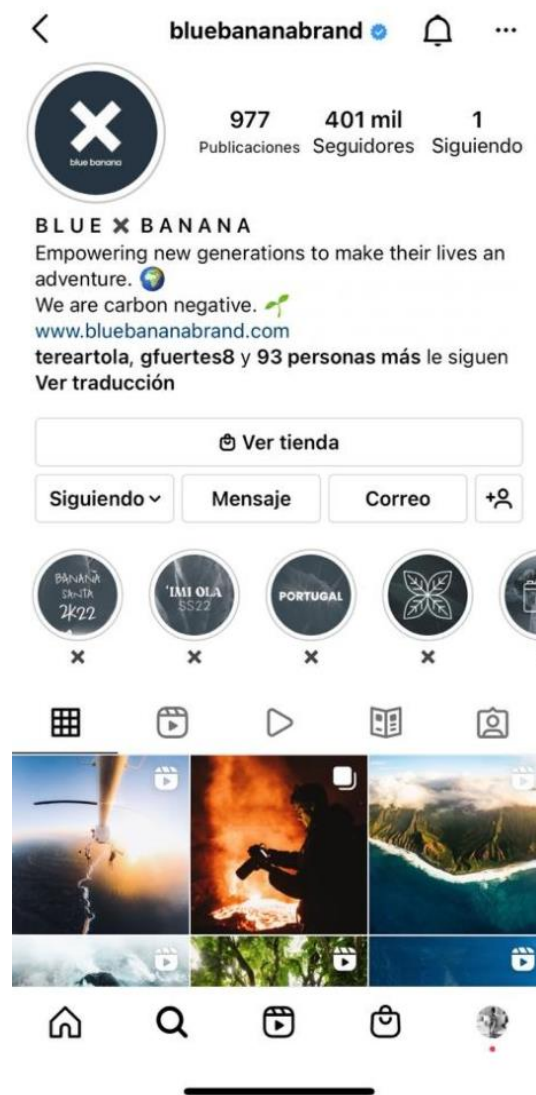 bluebananabrand
blue banana
977
401 mil
1
Publicaciones
Seguidores
Siguiendo
BLUE ✖ BANANA
Empowering new generations to make their lives an
adventure. 🌍
We are carbon negative. 🌱
www.bluebananabrand.com
tereartola, gfuertes8 y 93 personas más le siguen
Ver traducción
Ver tienda
Siguiendo
Mensaje
Correo
BANANA
SANTA
2K22
'IMI OLA
SS22
PORTUGAL